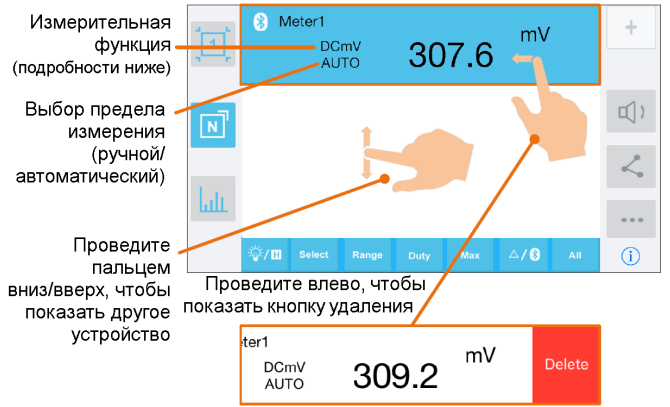 Измерительная
функция
(подробности ниже)
Выбор предела
измерения
(ручной/
автоматический)
Проведите
пальцем
вниз/вверх, чтобы
показать другое
устройство
1
N
Meter1
DCmV
AUTO
307.6
mV
+
/H
Select
Range
Duty
Max
△/
All
i
Проведите влево, чтобы
показать кнопку удаления
ter1
DCmV
AUTO
309.2
mV
Delete